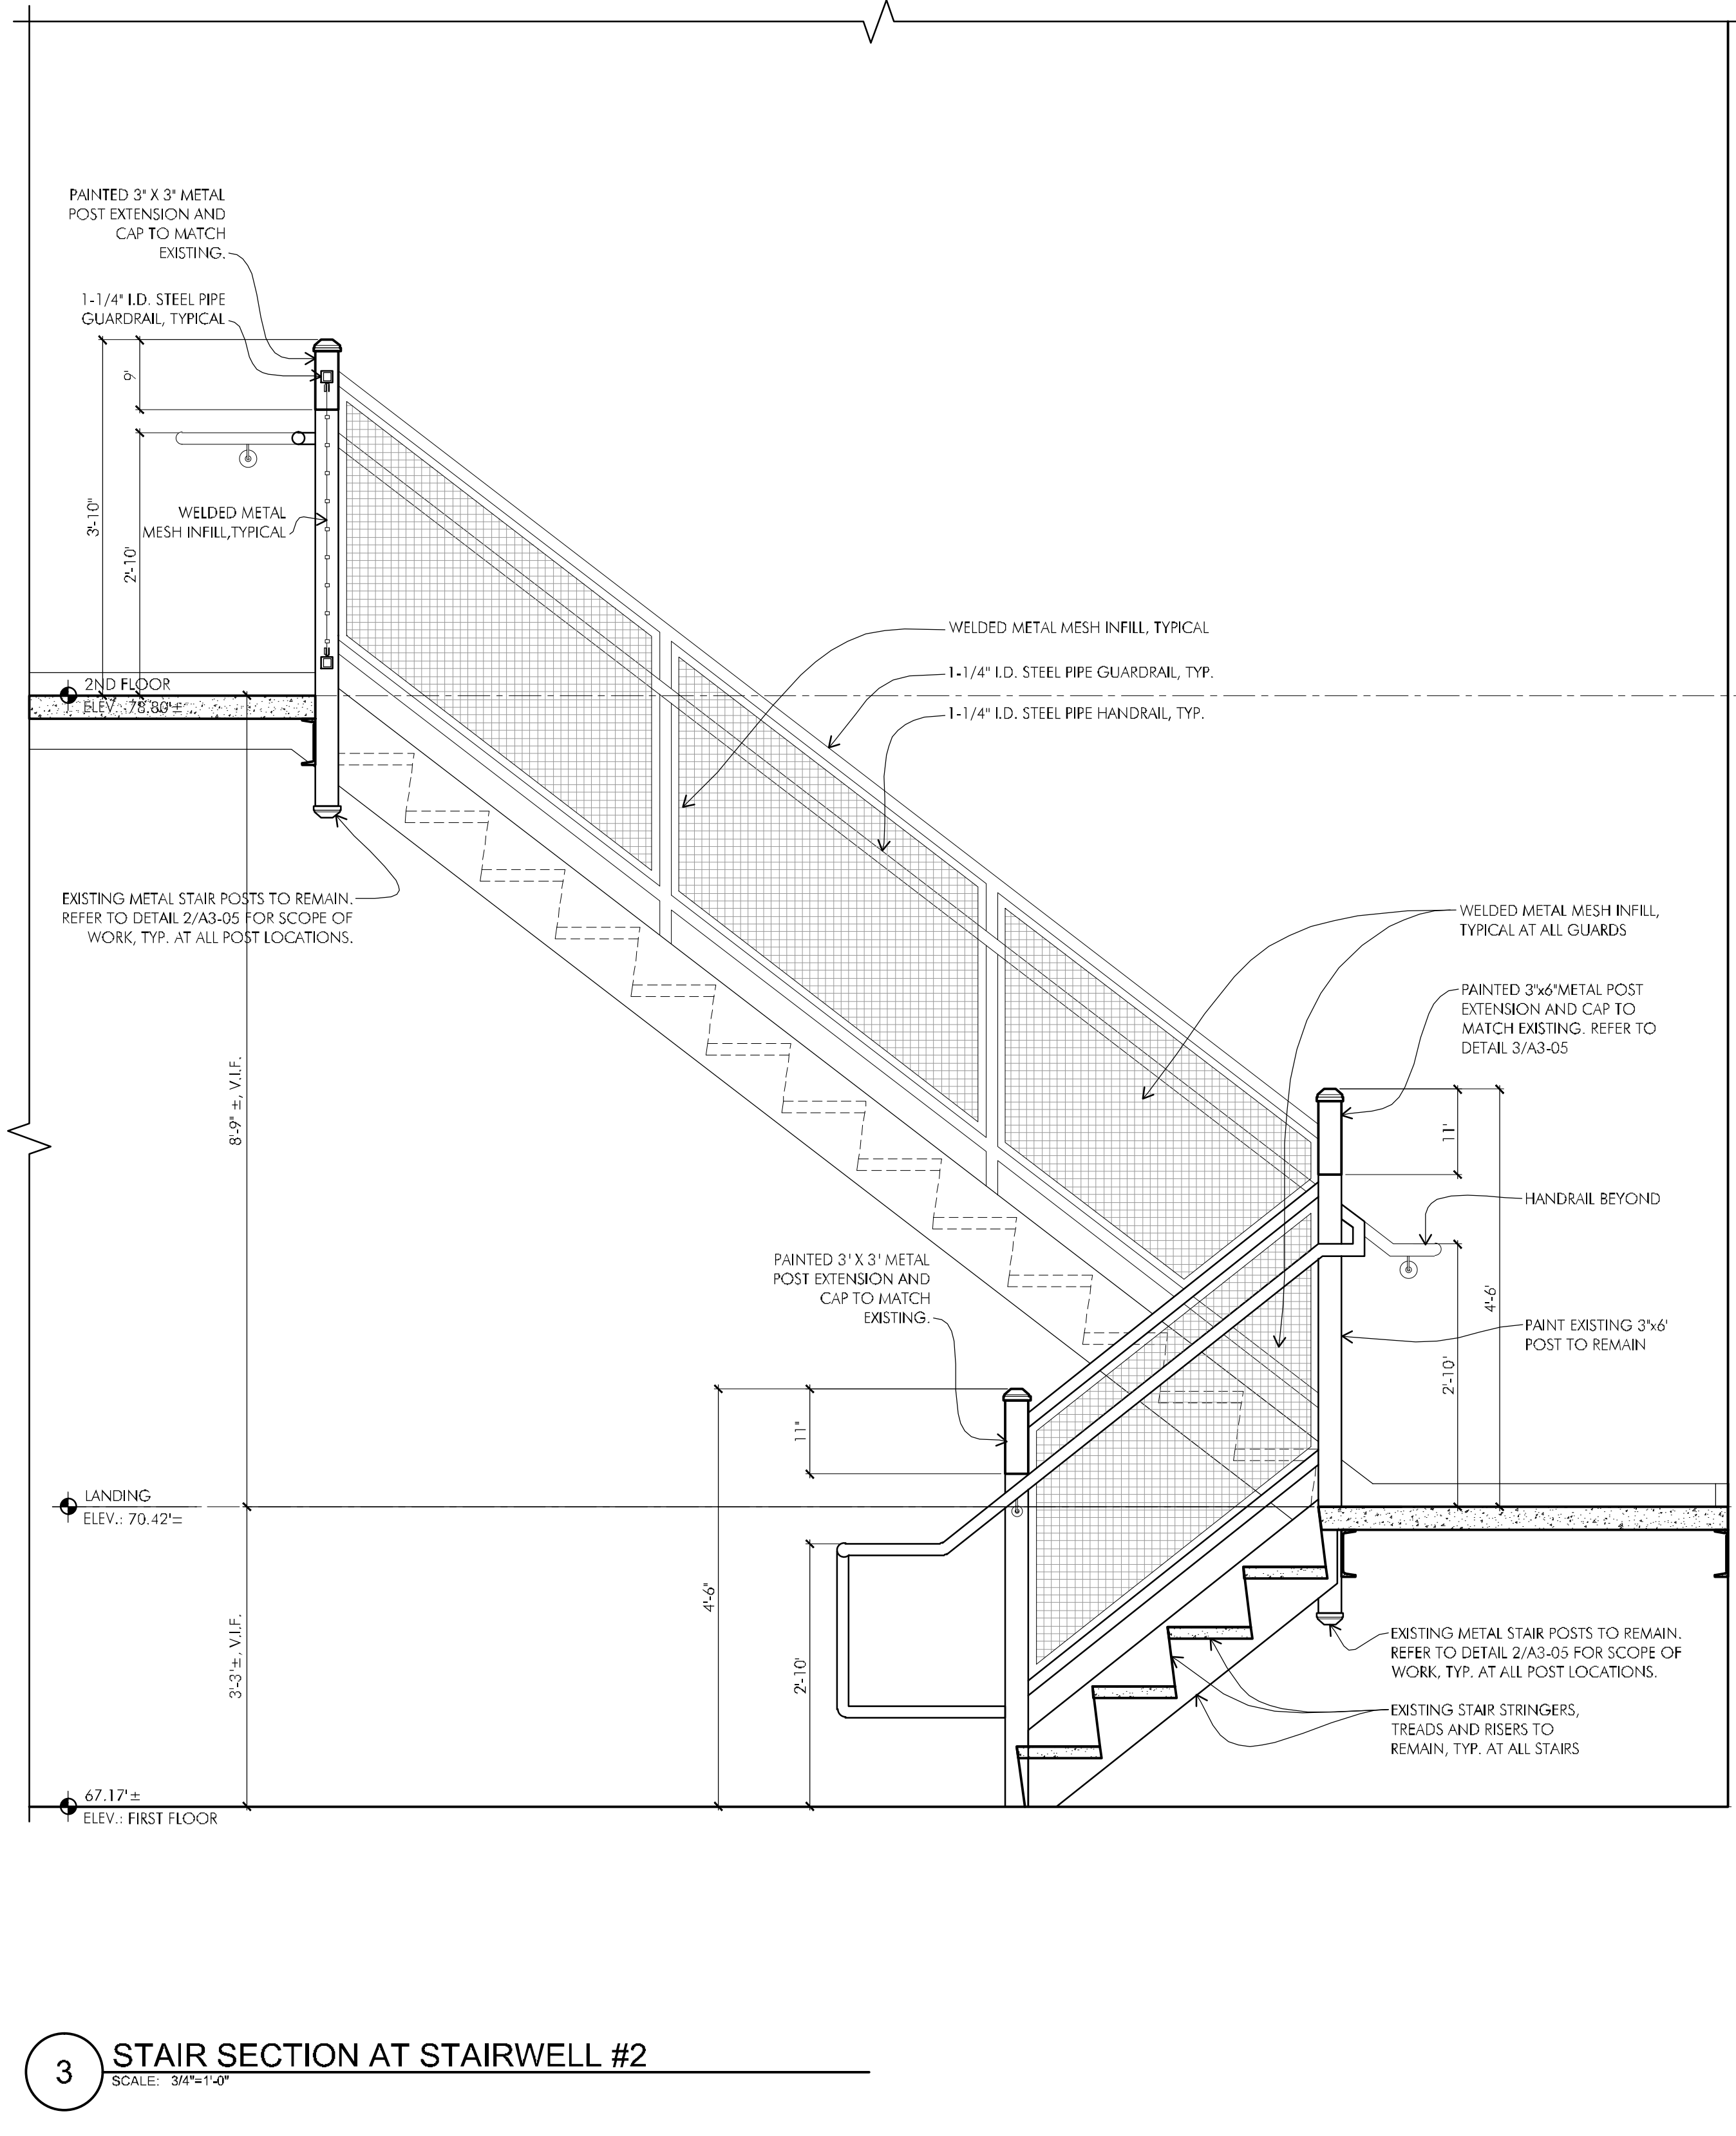 PAINTED 3" X 3" METAL
POST EXTENSION AND
CAP TO MATCH
EXISTING.
1-1/4" I.D. STEEL PIPE
GUARDRAIL, TYPICAL
9'
3'-10"
2'-10'
WELDED METAL
MESH INFILL,TYPICAL
2ND FLOOR
ELEV.: 78.80'±
WELDED METAL MESH INFILL, TYPICAL
1-1/4" I.D. STEEL PIPE GUARDRAIL, TYP.
1-1/4" I.D. STEEL PIPE HANDRAIL, TYP.
EXISTING METAL STAIR POSTS TO REMAIN.
REFER TO DETAIL 2/A3-05 FOR SCOPE OF
WORK, TYP. AT ALL POST LOCATIONS.
WELDED METAL MESH INFILL,
TYPICAL AT ALL GUARDS
PAINTED 3"x6"METAL POST
EXTENSION AND CAP TO
MATCH EXISTING. REFER TO
DETAIL 3/A3-05
8'-9" ±, V.I.F.
11'
HANDRAIL BEYOND
4'-6'
PAINT EXISTING 3"x6'
POST TO REMAIN
2'-10'
PAINTED 3' X 3' METAL
POST EXTENSION AND
CAP TO MATCH
EXISTING.
11"
LANDING
ELEV.: 70.42'=
4'-6"
2'-10'
3'-3'±, V.I.F.
EXISTING METAL STAIR POSTS TO REMAIN.
REFER TO DETAIL 2/A3-05 FOR SCOPE OF
WORK, TYP. AT ALL POST LOCATIONS.
EXISTING STAIR STRINGERS,
TREADS AND RISERS TO
REMAIN, TYP. AT ALL STAIRS
67.17'±
ELEV.: FIRST FLOOR
3
STAIR SECTION AT STAIRWELL #2
SCALE: 3/4"=1'-0"